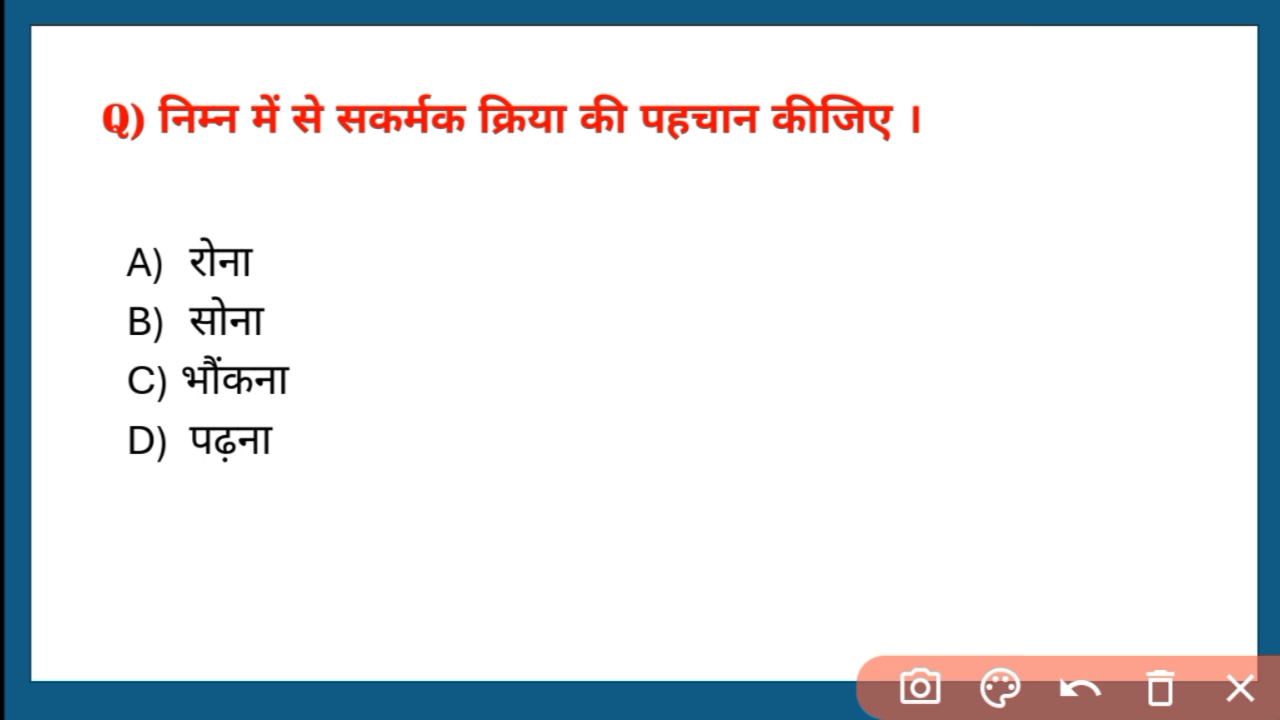 Q) निम्न में से सकर्मक क्रिया की पहचान कीजिए ।
A) रोना
B) सोना
C) भौंकना
D) पढ़ना